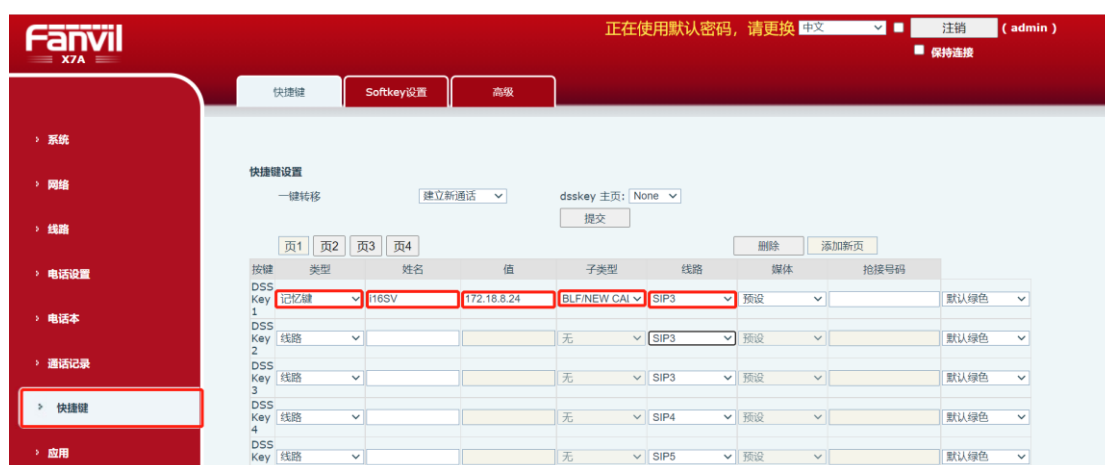 Fanvil
X7A
正在使用默认密码，请更换 中文 注销 ( admin )
保持连接
快捷键 Softkey设置 高级
› 系统
› 网络
› 线路
› 电话设置
› 电话本
› 通话记录
› 快捷键
› 应用
快捷键设置
一键转移 建立新通话 dsskey 主页: None
提交
页1 页2 页3 页4 删除 添加新页
按键 类型 姓名 值 子类型 线路 媒体 抢接号码
DSS Key 1 记忆键 i16SV 172.18.8.24 BLF/NEW CAL SIP3 预设 默认绿色
DSS Key 2 线路 无 SIP3 预设 默认绿色
DSS Key 3 线路 无 SIP3 预设 默认绿色
DSS Key 4 线路 无 SIP4 预设 默认绿色
DSS Key 线路 无 SIP5 预设 默认绿色